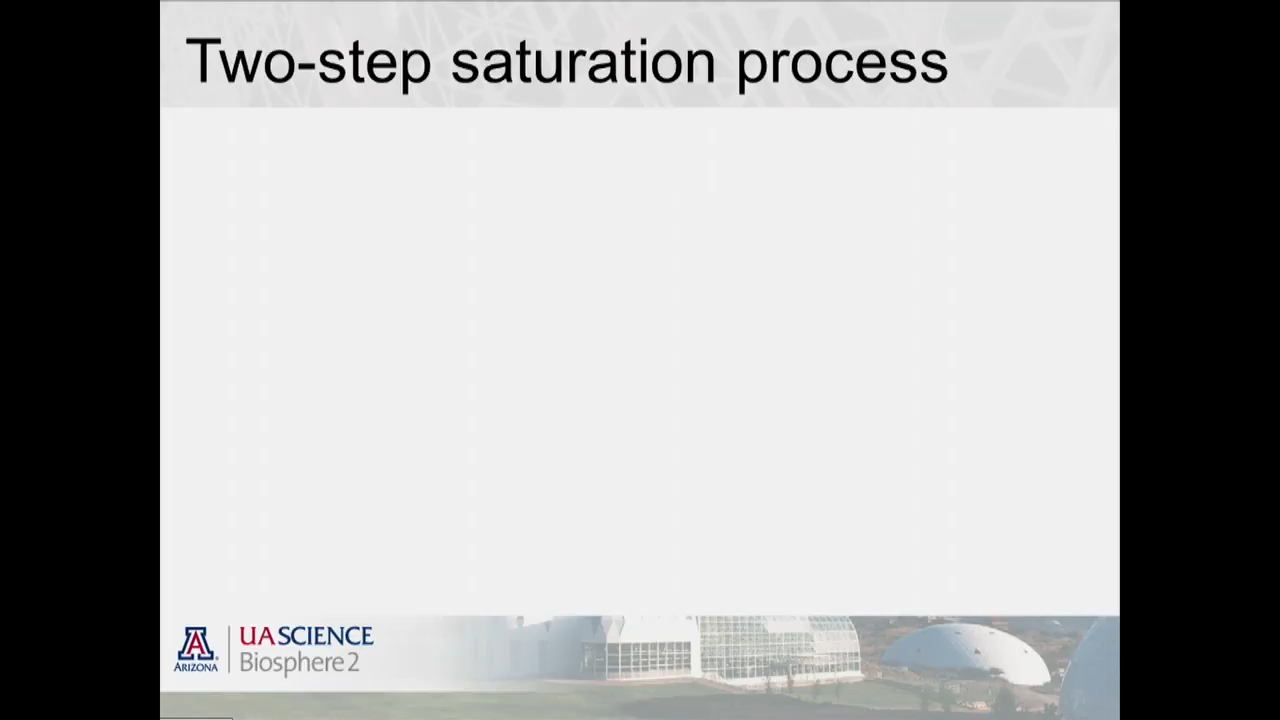 Two-step saturation process
A
ARIZONA
UA SCIENCE
Biosphere 2